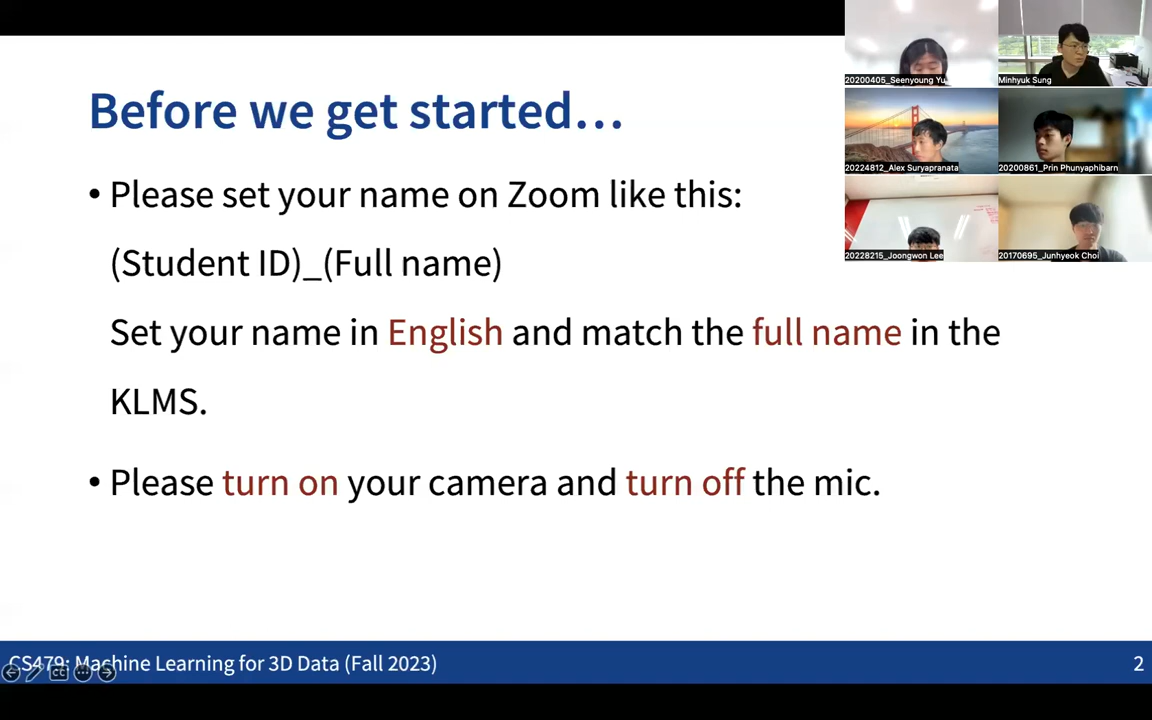 Before we get started…
• Please set your name on Zoom like this:
(Student ID)_(Full name)
Set your name in English and match the full name in the
KLMS.
• Please turn on your camera and turn off the mic.
20200405_Seenyoung Yu
Minhyuk Sung
20224812_Alex Suryapranata
20200861_Prin Phunyaphibarn
20228215_Joongwon Lee
20170695_Junhyeok Choi
CS479: Machine Learning for 3D Data (Fall 2023)
2
CC